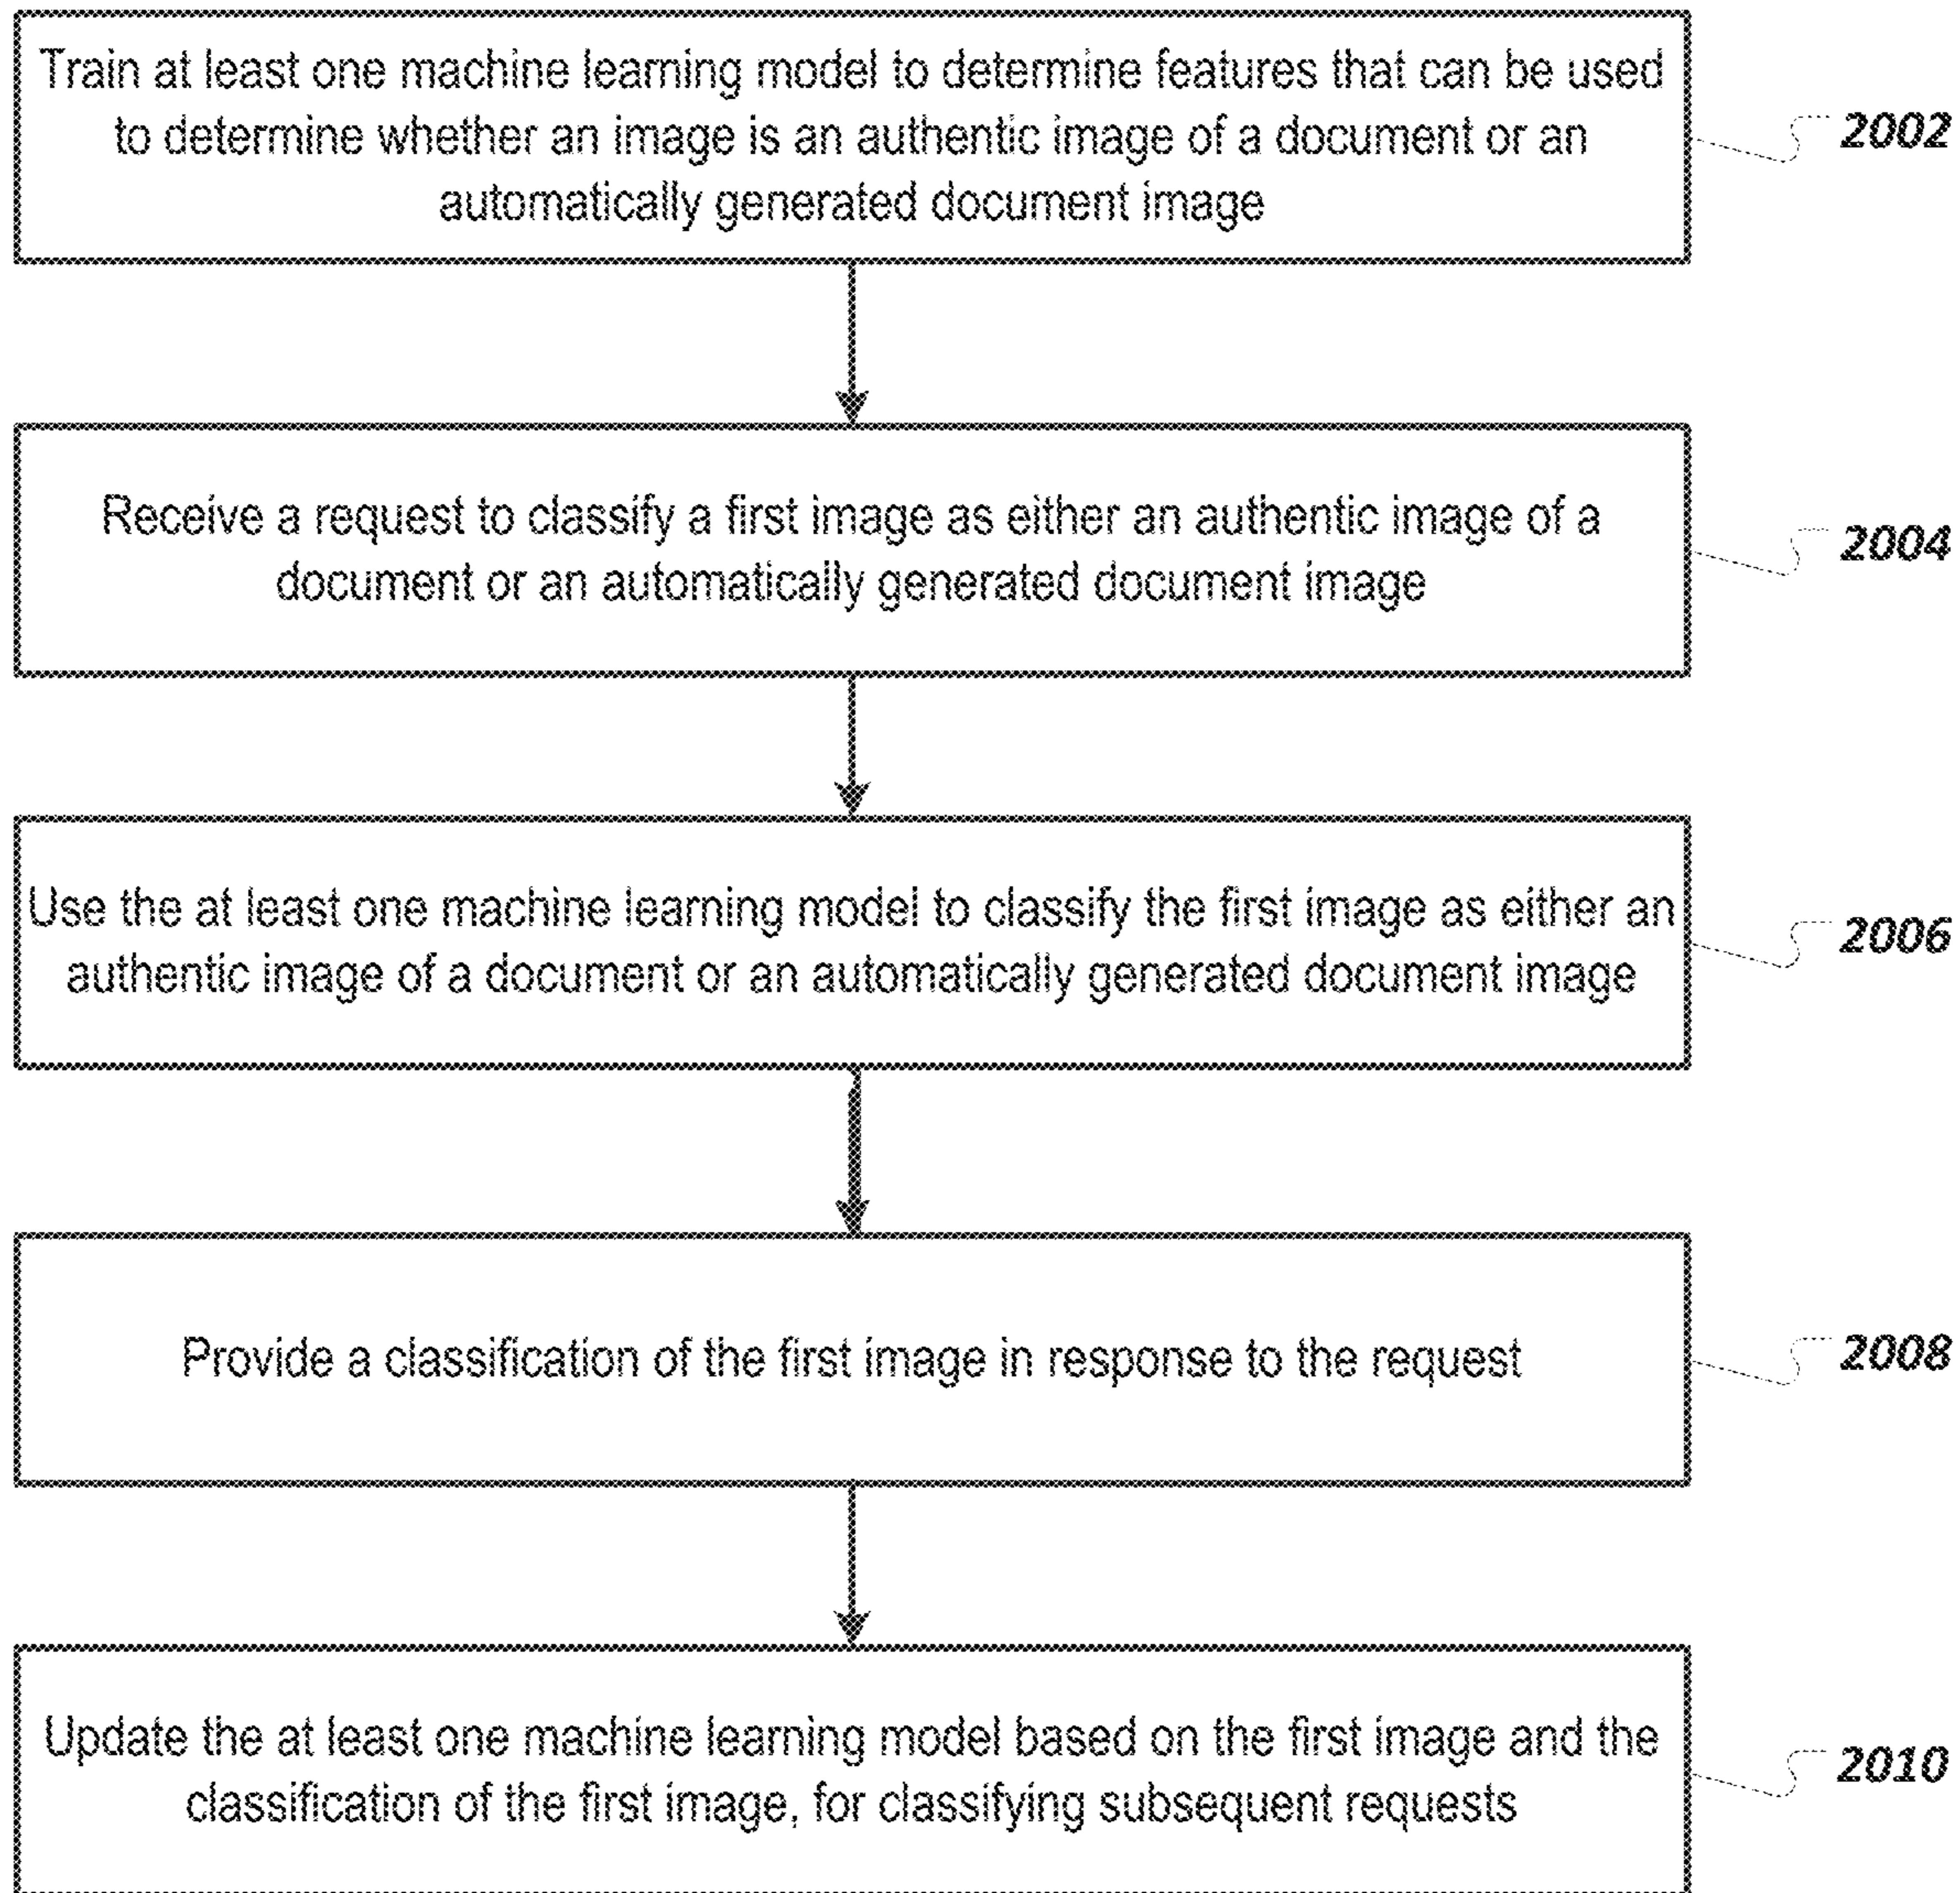 Train at least one machine learning model to determine features that can be used
to determine whether an image is an authentic image of a document or an
automatically generated document image
2002
Receive a request to classify a first image as either an authentic image of a
document or an automatically generated document image
2004
Use the at least one machine learning model to classify the first image as either an
authentic image of a document or an automatically generated document image
2006
Provide a classification of the first image in response to the request
2008
Update the at least one machine learning model based on the first image and the
classification of the first image, for classifying subsequent requests
2010